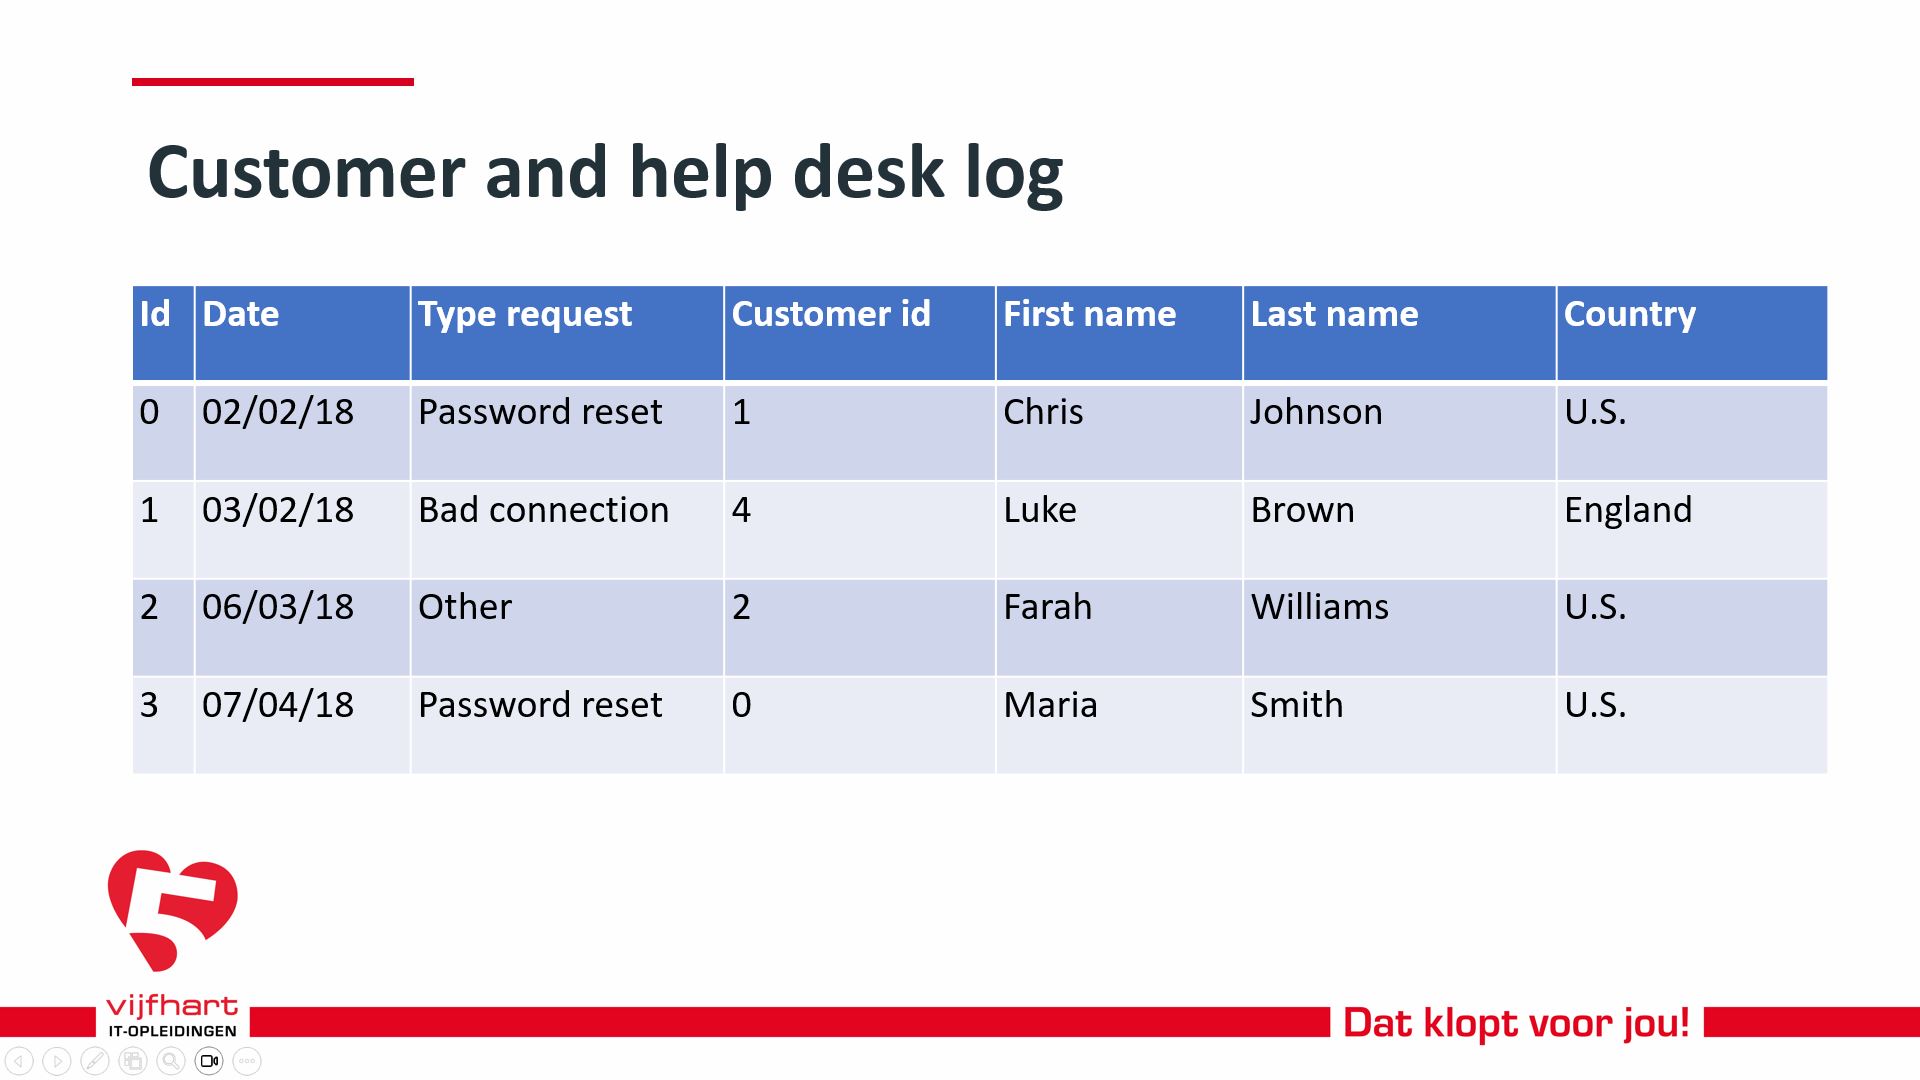 Customer and help desk log
Id Date Type request Customer id First name Last name Country
0 02/02/18 Password reset 1 Chris Johnson U.S.
1 03/02/18 Bad connection 4 Luke Brown England
2 06/03/18 Other 2 Farah Williams U.S.
3 07/04/18 Password reset 0 Maria Smith U.S.
5
vijfhart
IT-OPLEIDINGEN
Dat klopt voor jou!